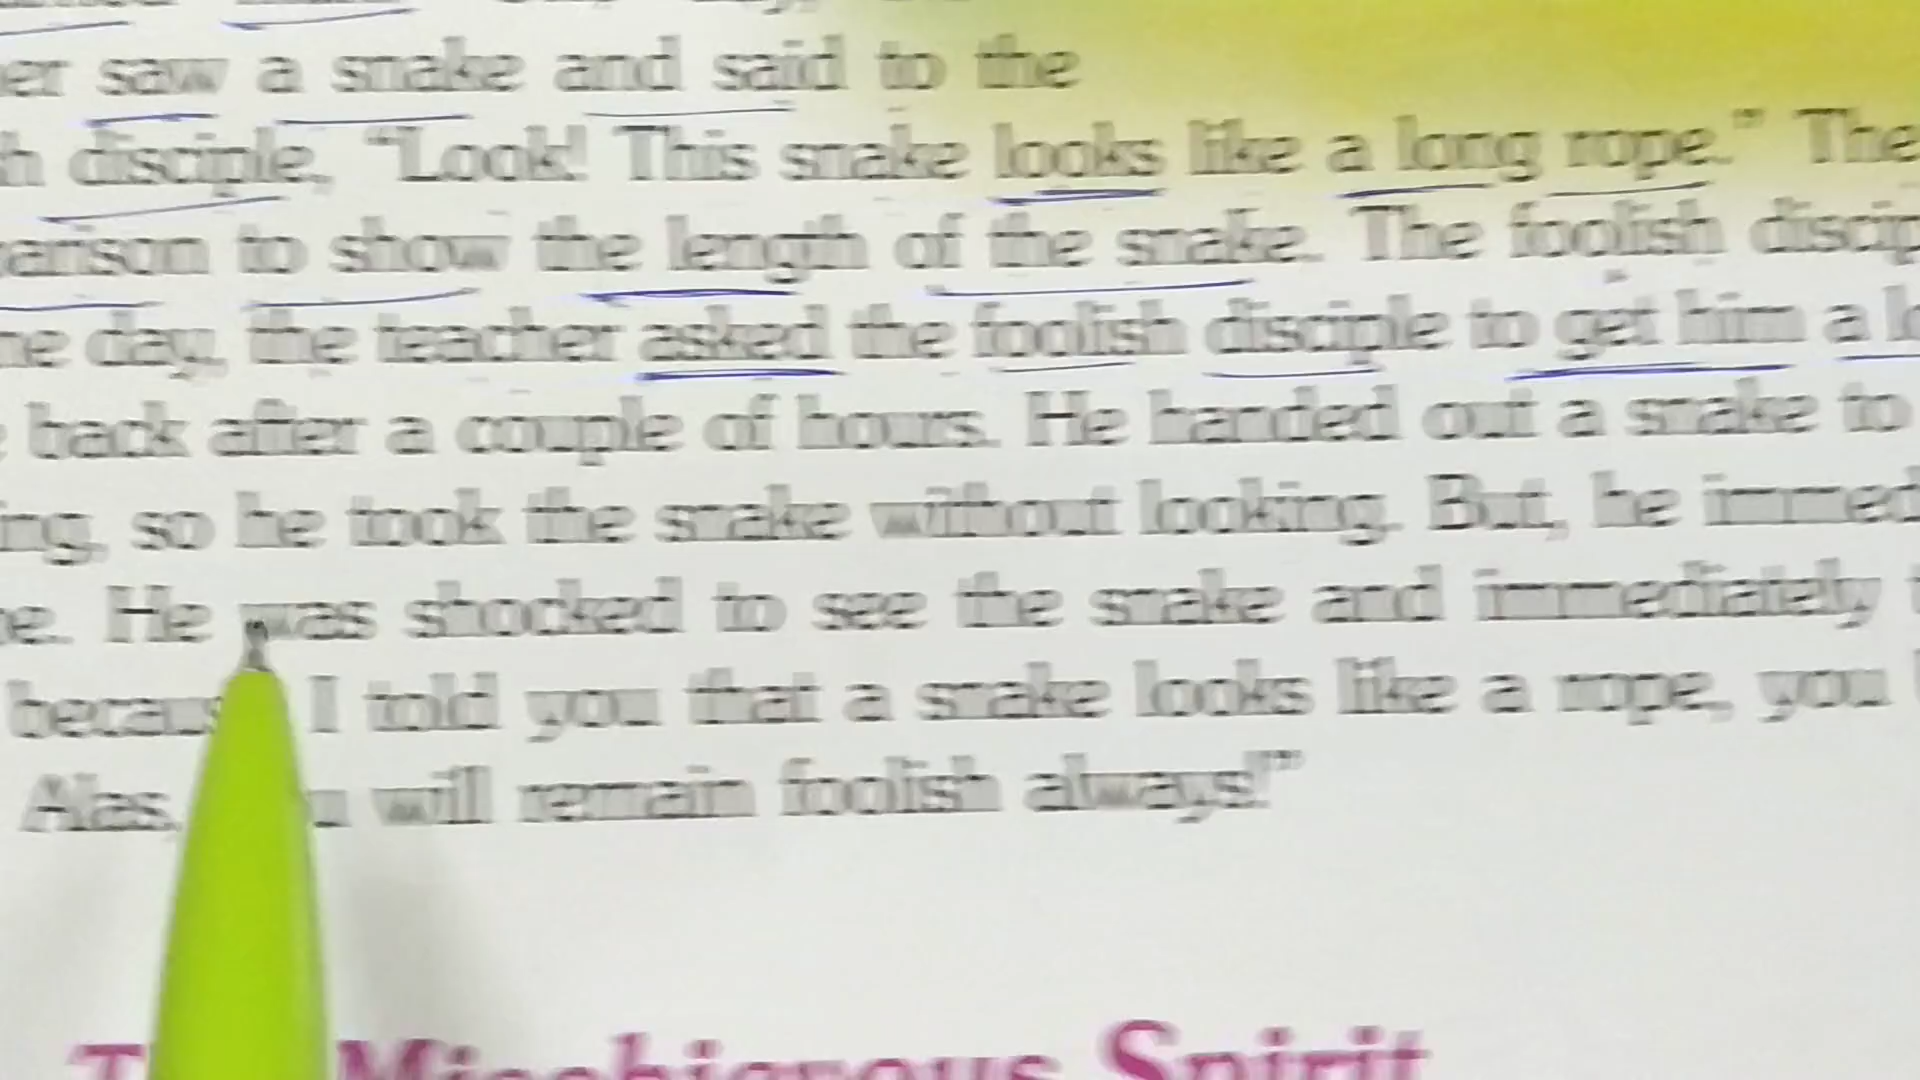 er saw a snake and said to the
h disciple, “Look! This snake looks like a long rope.” The
arison to show the length of the snake. The foolish discip
ne day, the teacher asked the foolish disciple to get him a lo
back after a couple of hours. He handed out a snake to
ing, so he took the snake without looking. But, he immed
e. He was shocked to see the snake and immediately t
becaus I told you that a snake looks like a rope, you
Alas, u will remain foolish always!”
T Mischievous Spirit